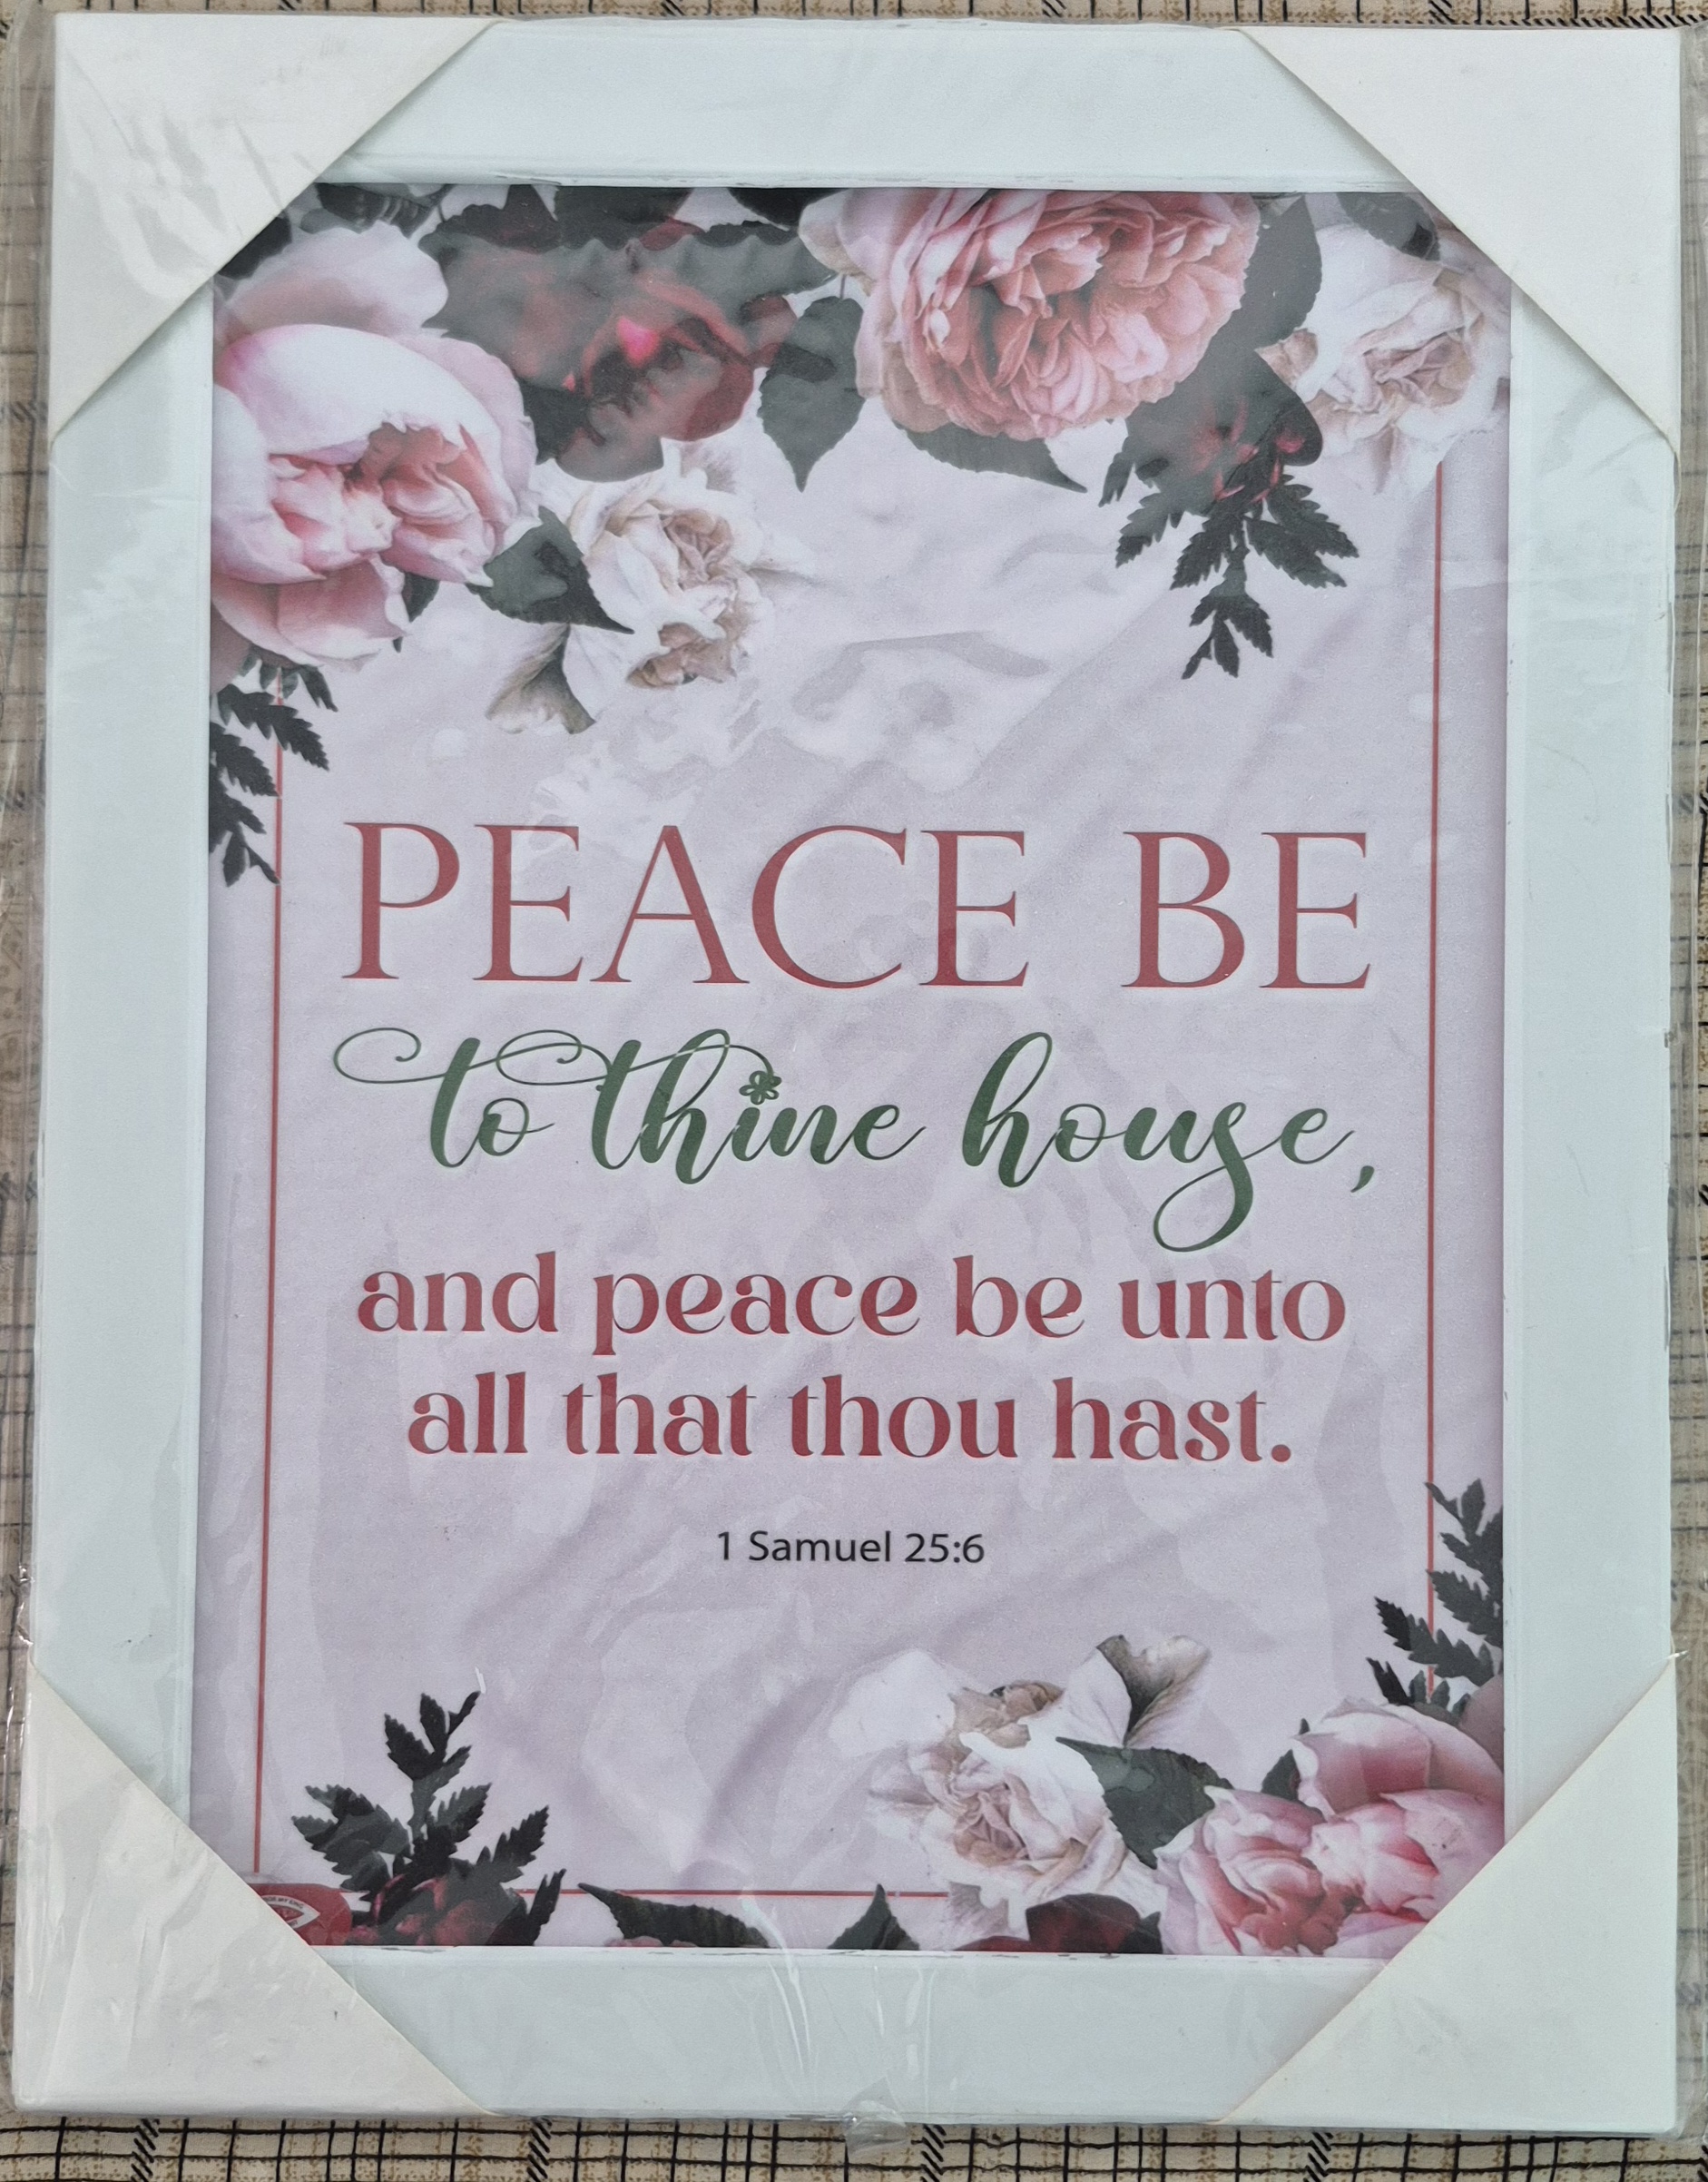 PEACE BE
to thine house,
and peace be unto
all that thou hast.
1 Samuel 25:6